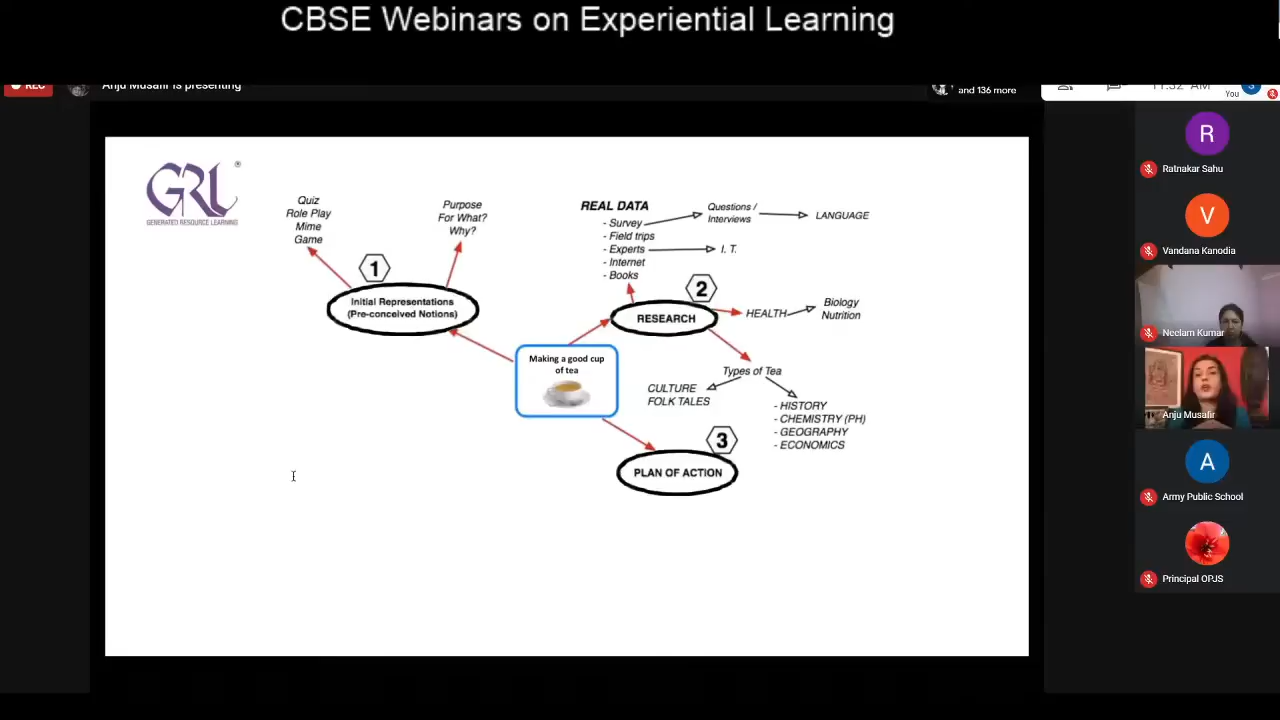 CBSE Webinars on Experiential Learning
REC
Anju Musafir is presenting
and 136 more
11:32 AM
You
S
GRL
®
GENERATED RESOURCE LEARNING
Quiz
Role Play
Mime
Game
Purpose
For What?
Why?
1
Initial Representations
(Pre-conceived Notions)
REAL DATA
- Survey
- Field trips
- Experts
- Internet
- Books
Questions /
Interviews
LANGUAGE
I. T.
2
RESEARCH
HEALTH
Biology
Nutrition
Making a good cup
of tea
Types of Tea
CULTURE
FOLK TALES
- HISTORY
- CHEMISTRY (PH)
- GEOGRAPHY
- ECONOMICS
3
PLAN OF ACTION
R
Ratnakar Sahu
V
Vandana Kanodia
Neelam Kumar
Anju Musafir
A
Army Public School
Principal OPJS